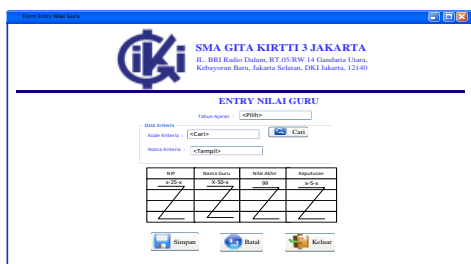 Form Entry Nilai Guru
SMA GITA KIRTTI 3 JAKARTA
JL. BRI Radio Dalam, RT.05/RW.14 Gandaria Utara,
Kebayoran Baru, Jakarta Selatan, DKI Jakarta, 12140
ENTRY NILAI GURU
Tahun Ajaran : <Pilih>
Data Kriteria
Kode Kriteria : <Cari> Cari
Nama Kriteria : <Tampil>
NIP Nama Guru Nilai Akhir Keputusan
x-25-x X-50-x 99 x-5-x
Simpan Batal Keluar